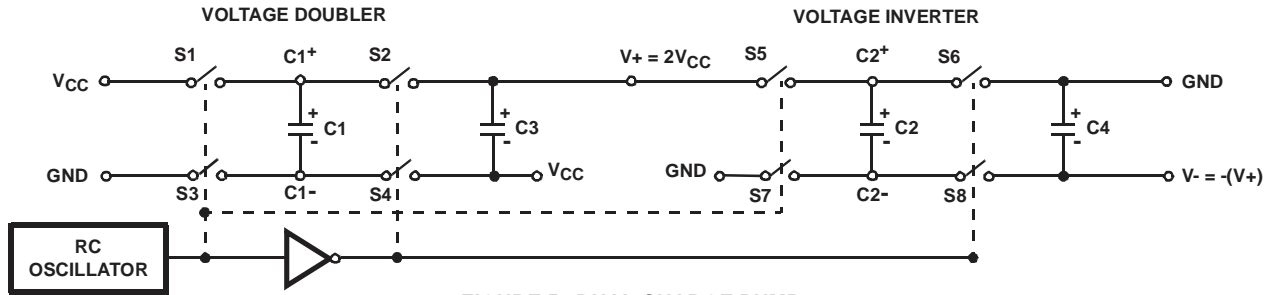 VOLTAGE DOUBLER
VOLTAGE INVERTER
S1
C1+
S2
V+ = 2VCC
S5
C2+
S6
VCC
GND
C1
C3
C2
C4
GND
S3
C1-
S4
VCC
GND
S7
C2-
S8
V- = -(V+)
RC
OSCILLATOR